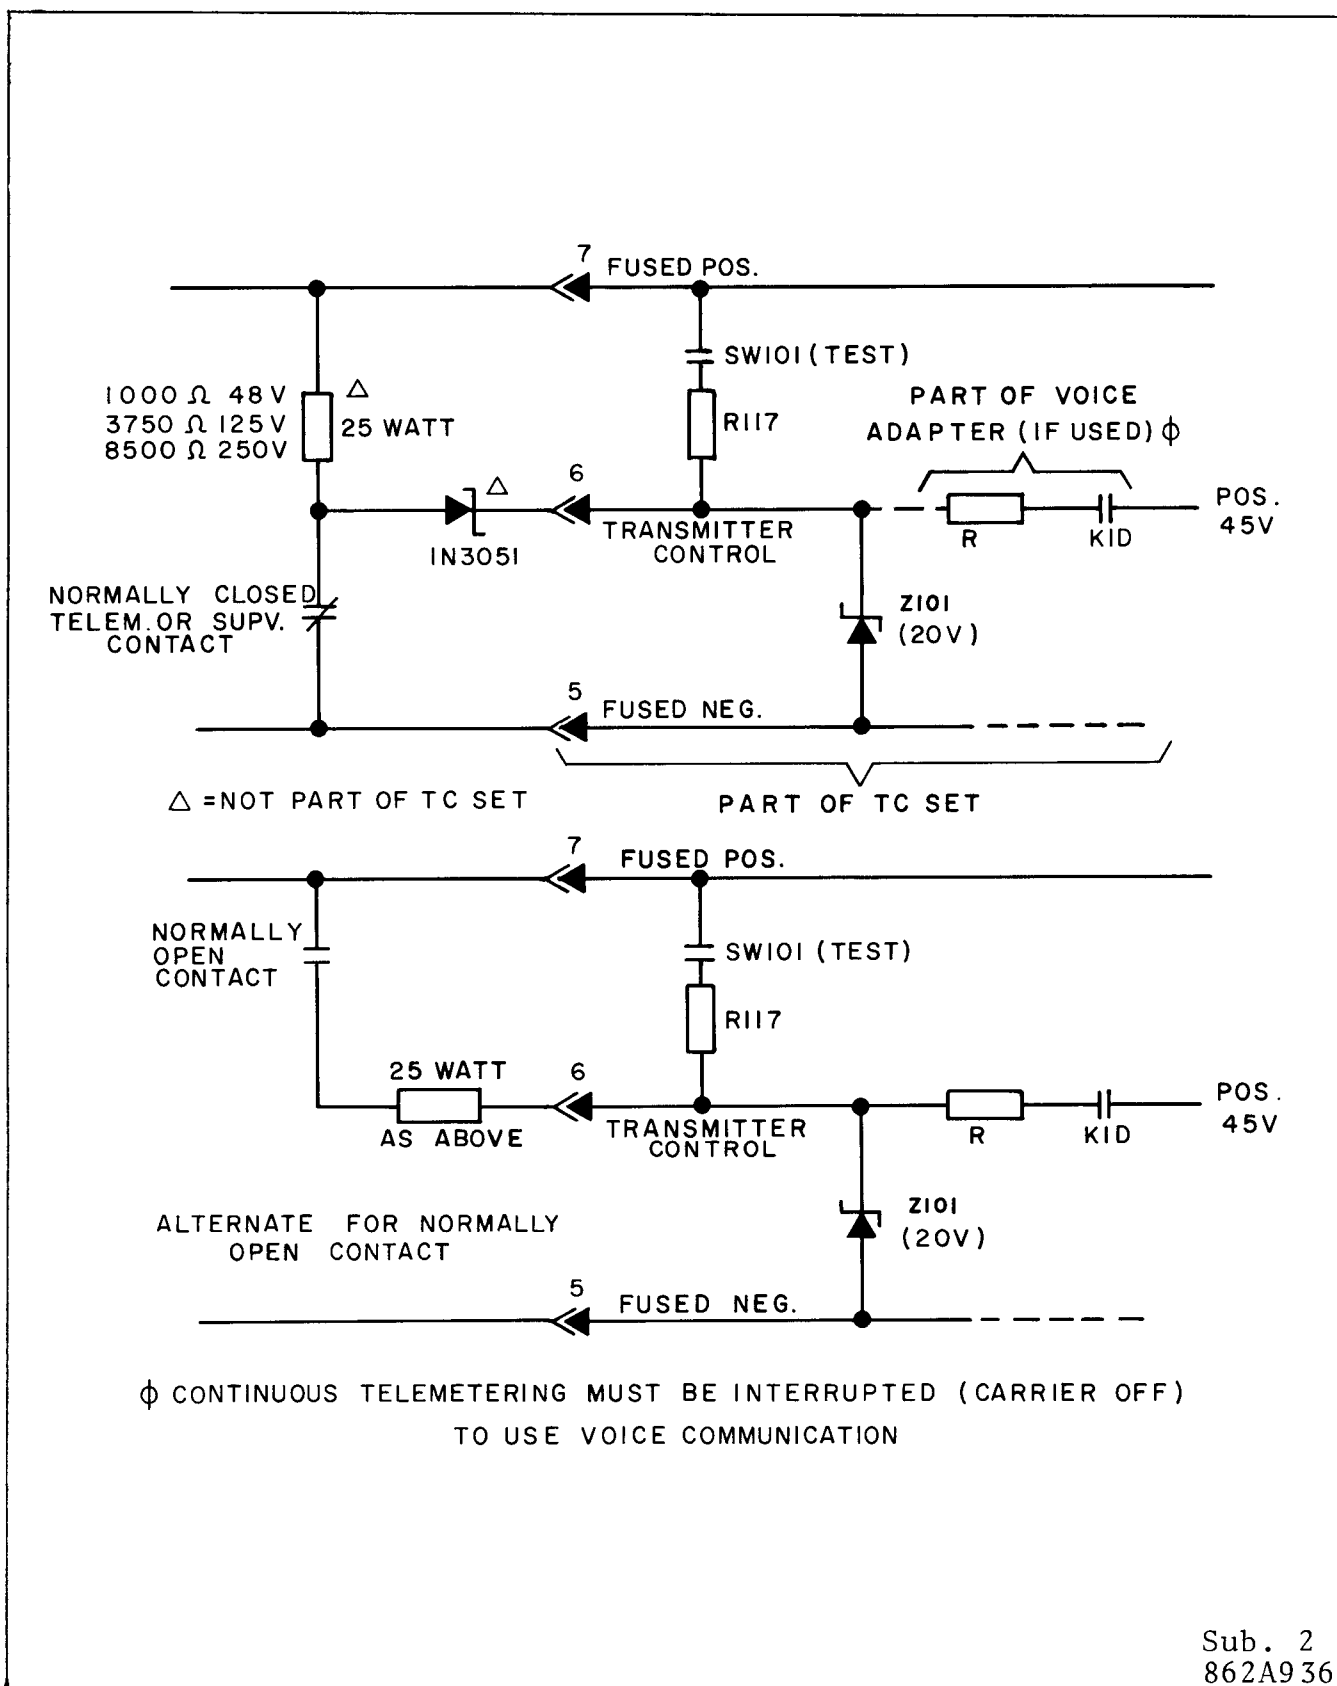 7
FUSED POS.
SW101 (TEST)
1000 Ω 48V
3750 Ω 125V
8500 Ω 250V
△
25 WATT
R117
PART OF VOICE
ADAPTER (IF USED) ϕ
△
6
1N3051
TRANSMITTER
CONTROL
R
K1D
POS.
45V
NORMALLY CLOSED
TELEM. OR SUPV.
CONTACT
Z101
(20V)
5
FUSED NEG.
△ = NOT PART OF TC SET
PART OF TC SET
7
FUSED POS.
NORMALLY
OPEN
CONTACT
SW101 (TEST)
R117
25 WATT
AS ABOVE
6
TRANSMITTER
CONTROL
R
K1D
POS.
45V
ALTERNATE FOR NORMALLY
OPEN CONTACT
Z101
(20V)
5
FUSED NEG.
ϕ CONTINUOUS TELEMETERING MUST BE INTERRUPTED (CARRIER OFF)
TO USE VOICE COMMUNICATION
Sub. 2
862A936